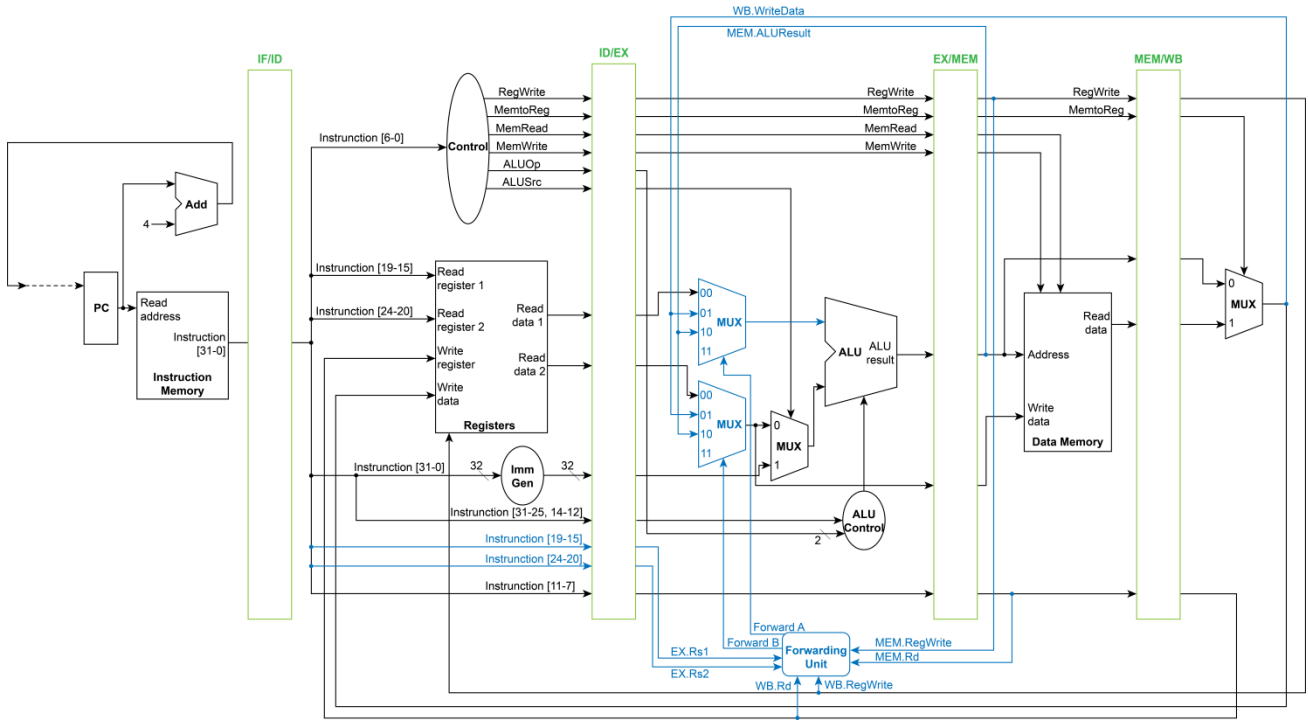 WB.WriteData
MEM.ALUResult
IF/ID
ID/EX
EX/MEM
MEM/WB
RegWrite
MemtoReg
MemRead
MemWrite
ALUOp
ALUSrc
Control
Instrunction [6-0]
RegWrite
MemtoReg
MemRead
MemWrite
RegWrite
MemtoReg
Add
4
PC
Read
address
Instruction
[31-0]
Instruction
Memory
Instrunction [19-15]
Instrunction [24-20]
Read
register 1
Read
register 2
Write
register
Write
data
Read
data 1
Read
data 2
Registers
00
01
10
11
MUX
00
01
10
11
MUX
0
1
MUX
ALU
ALU
result
Address
Write
data
Read
data
Data Memory
0
1
MUX
Instrunction [31-0]
32
Imm
Gen
32
Instrunction [31-25, 14-12]
2
ALU
Control
Instrunction [19-15]
Instrunction [24-20]
Instrunction [11-7]
Forward A
Forward B
EX.Rs1
EX.Rs2
Forwarding
Unit
MEM.RegWrite
MEM.Rd
WB.Rd
WB.RegWrite